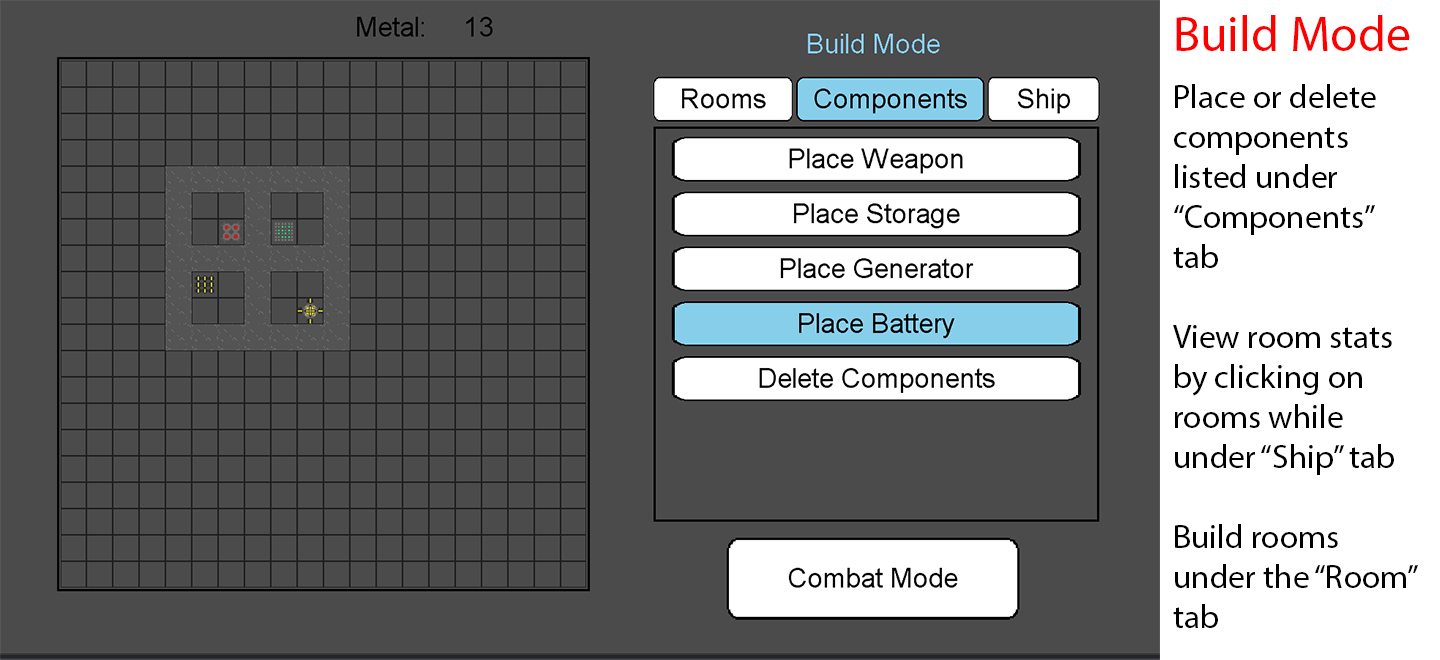 Metal: 13
Build Mode
Rooms Components Ship
Place Weapon
Place Storage
Place Generator
Place Battery
Delete Components
Combat Mode
Build Mode
Place or delete
components
listed under
“Components”
tab
View room stats
by clicking on
rooms while
under “Ship” tab
Build rooms
under the “Room”
tab